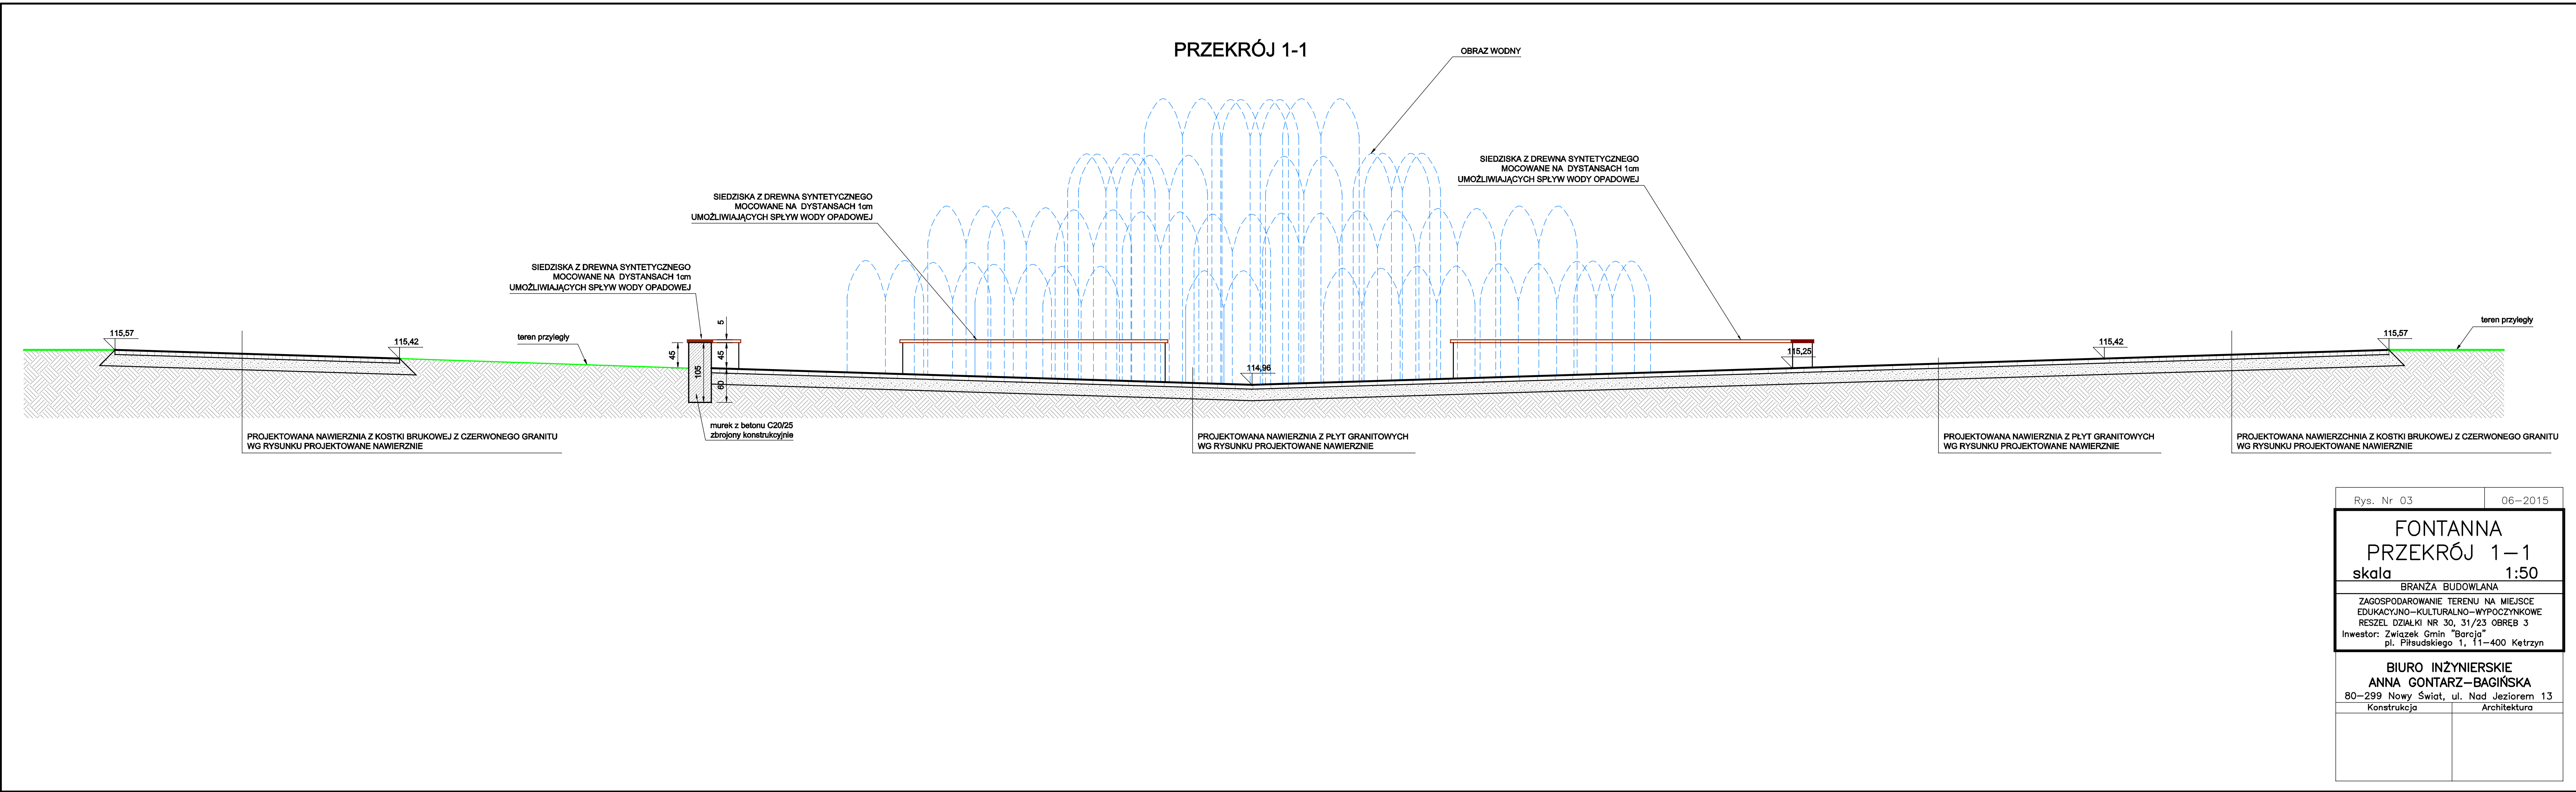 PRZEKRÓJ 1-1
OBRAZ WODNY
SIEDZISKA Z DREWNA SYNTETYCZNEGO
MOCOWANE NA DYSTANSACH 1cm
UMOŻLIWIAJĄCYCH SPŁYW WODY OPADOWEJ
SIEDZISKA Z DREWNA SYNTETYCZNEGO
MOCOWANE NA DYSTANSACH 1cm
UMOŻLIWIAJĄCYCH SPŁYW WODY OPADOWEJ
SIEDZISKA Z DREWNA SYNTETYCZNEGO
MOCOWANE NA DYSTANSACH 1cm
UMOŻLIWIAJĄCYCH SPŁYW WODY OPADOWEJ
115,57
115,42
teren przyległy
5
45
45
105
60
114,96
115,25
115,42
115,57
teren przyległy
murek z betonu C20/25
zbrojony konstrukcyjnie
PROJEKTOWANA NAWIERZNIA Z KOSTKI BRUKOWEJ Z CZERWONEGO GRANITU
WG RYSUNKU PROJEKTOWANE NAWIERZNIE
PROJEKTOWANA NAWIERZNIA Z PŁYT GRANITOWYCH
WG RYSUNKU PROJEKTOWANE NAWIERZNIE
PROJEKTOWANA NAWIERZNIA Z PŁYT GRANITOWYCH
WG RYSUNKU PROJEKTOWANE NAWIERZNIE
PROJEKTOWANA NAWIERZCHNIA Z KOSTKI BRUKOWEJ Z CZERWONEGO GRANITU
WG RYSUNKU PROJEKTOWANE NAWIERZNIE
Rys. Nr 03 06-2015
FONTANNA
PRZEKRÓJ 1-1
skala 1:50
BRANŻA BUDOWLANA
ZAGOSPODAROWANIE TERENU NA MIEJSCE
EDUKACYJNO-KULTURALNO-WYPOCZYNKOWE
RESZEL DZIAŁKI NR 30, 31/23 OBRĘB 3
Inwestor: Związek Gmin "Barcja"
pl. Piłsudskiego 1, 11-400 Kętrzyn
BIURO INŻYNIERSKIE
ANNA GONTARZ-BAGIŃSKA
80-299 Nowy Świat, ul. Nad Jeziorem 13
Konstrukcja Architektura